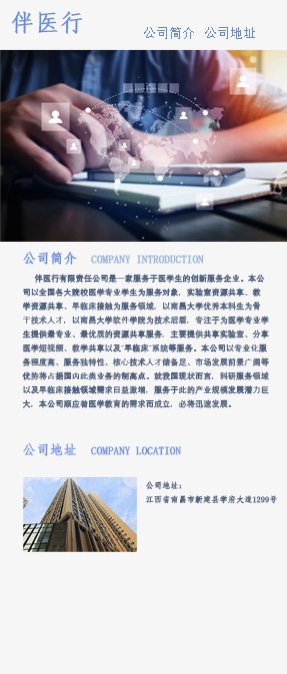 伴医行
公司简介 公司地址
公司简介 COMPANY INTRODUCTION
伴医行有限责任公司是一家服务于医学生的创新服务企业。本公
司以全国各大院校医学专业学生为服务对象，实验室资源共享、教
学资源共享、早临床接触为服务领域，以南昌大学优秀本科生为骨
干技术人才，以南昌大学软件学院为技术后盾，专注于为医学专业学
生提供最专业、最优质的资源共享服务，主要提供共享实验室、分享
医学短视频、教学共享以及"早临床"系统等服务。本公司以专业化服
务程度高、服务独特性、核心技术人才储备足、市场发展前景广阔等
优势将占据国内此类业务的制高点。就我国现状而言，科研服务领域
以及早临床接触领域需求日益激增，服务于此的产业规模发展潜力巨
大，本公司顺应着医学教育的需求而成立，必将迅速发展。
公司地址 COMPANY LOCATION
公司地址：
江西省南昌市新建县学府大道1299号